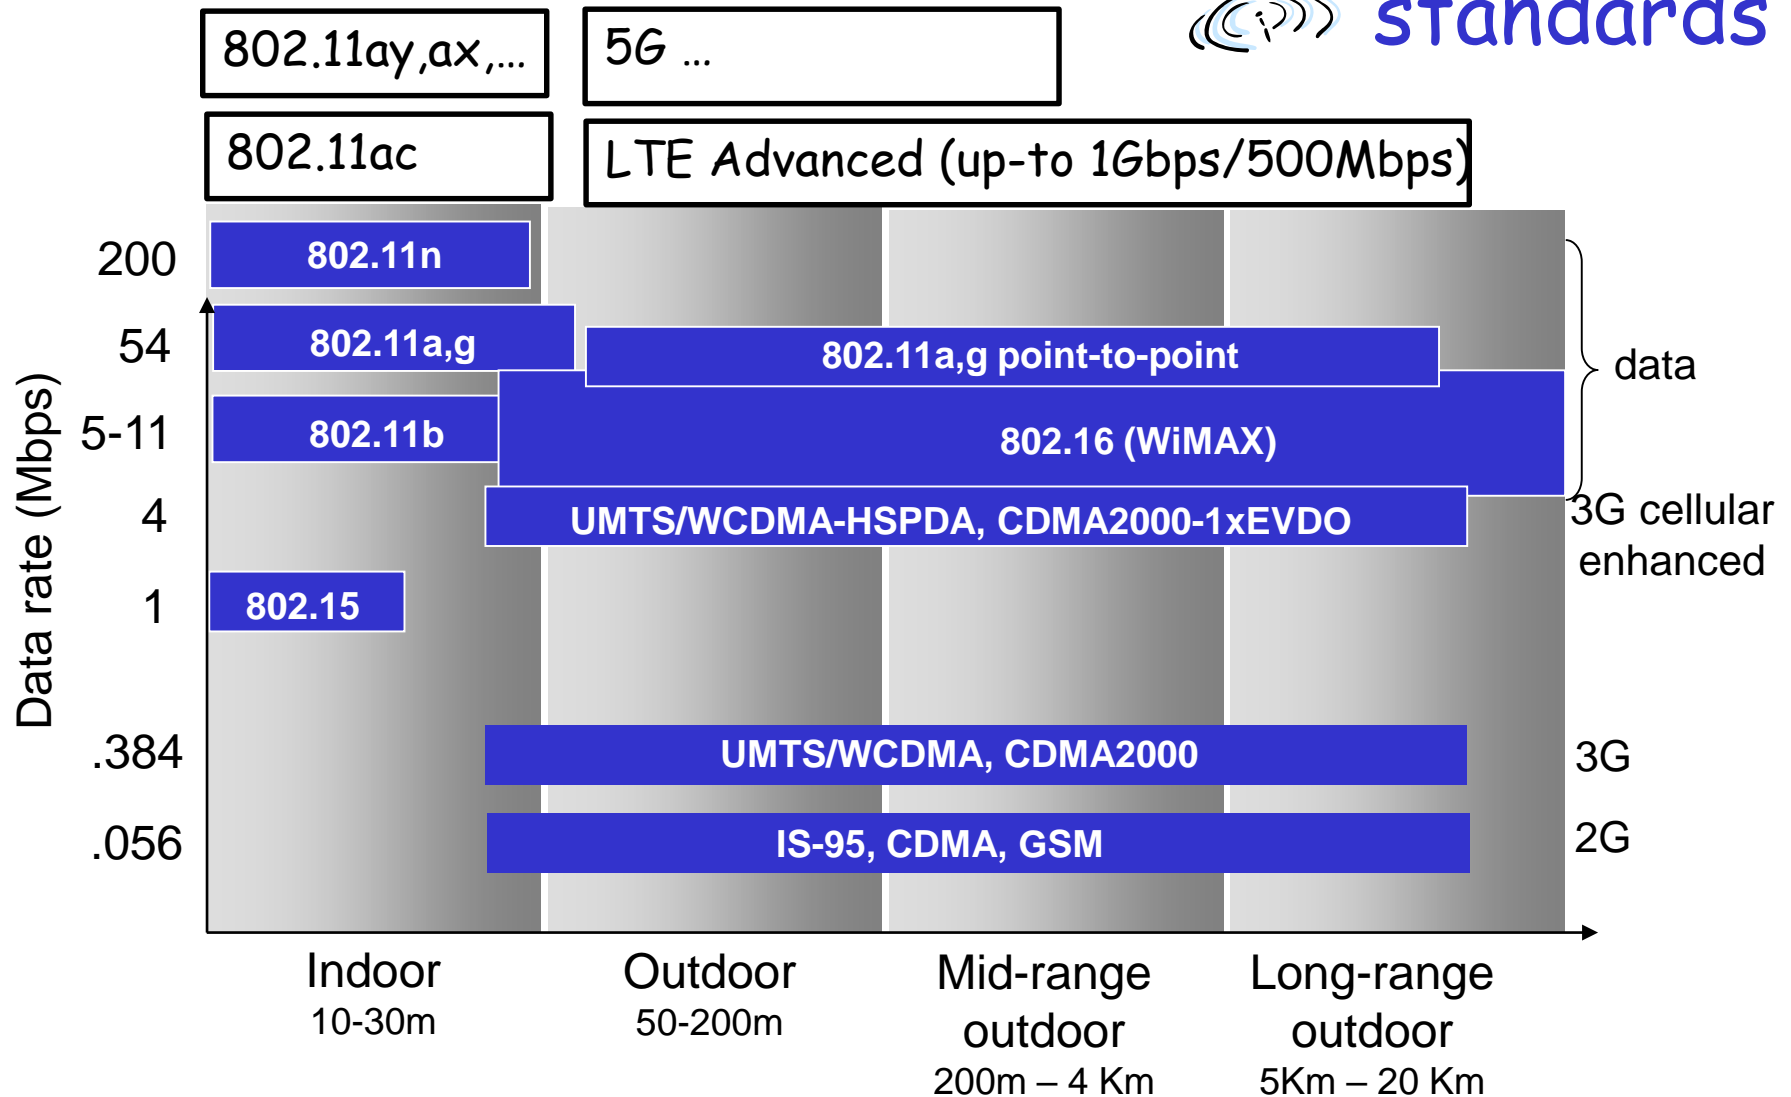 standards
802.11ay,ax,...
5G ...
802.11ac
LTE Advanced (up-to 1Gbps/500Mbps)
200
802.11n
54
802.11a,g
802.11a,g point-to-point
data
5-11
802.11b
802.16 (WiMAX)
4
UMTS/WCDMA-HSPDA, CDMA2000-1xEVDO
3G cellular
enhanced
1
802.15
Data rate (Mbps)
.384
UMTS/WCDMA, CDMA2000
3G
.056
IS-95, CDMA, GSM
2G
Indoor
10-30m
Outdoor
50-200m
Mid-range
outdoor
200m – 4 Km
Long-range
outdoor
5Km – 20 Km